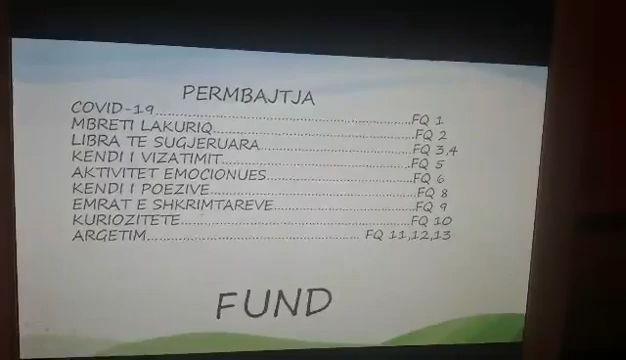 PERMBAJTJA
COVID-19..................................................FQ 1
MBRETI LAKURIQ........................................FQ 2
LIBRA TE SUGJERUARA...............................FQ 3,4
KENDI I VIZATIMIT......................................FQ 5
AKTIVITET EMOCIONUES.............................FQ 6
KENDI I POEZIVE.........................................FQ 8
EMRAT E SHKRIMTAREVE............................FQ 9
KURIOZITETE..............................................FQ 10
ARGETIM.......................................... FQ 11,12,13
FUND